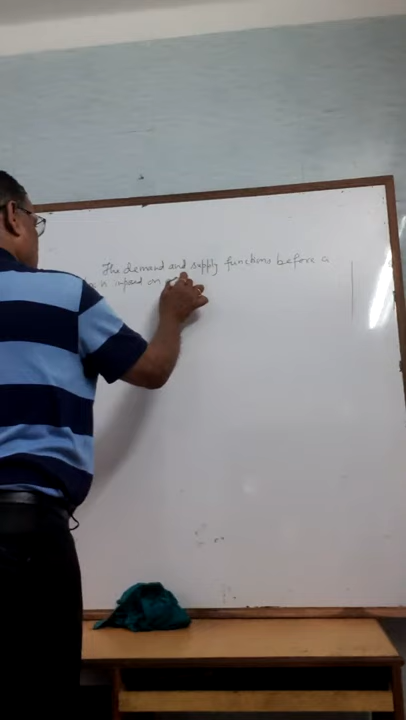 The demand and supply functions before a
is imposed on